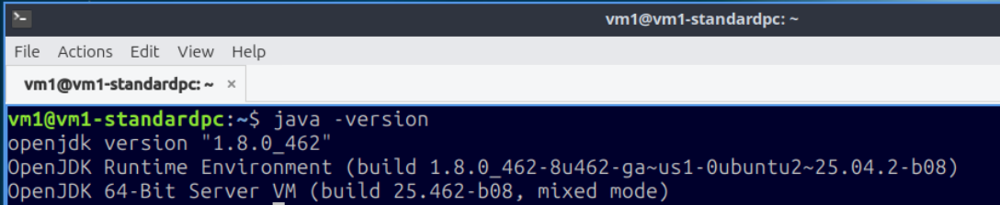 vm1@vm1-standardpc: ~
File Actions Edit View Help
vm1@vm1-standardpc: ~ ×
vm1@vm1-standardpc:~$ java -version
openjdk version "1.8.0_462"
OpenJDK Runtime Environment (build 1.8.0_462-8u462-ga~us1-0ubuntu2~25.04.2-b08)
OpenJDK 64-Bit Server VM (build 25.462-b08, mixed mode)